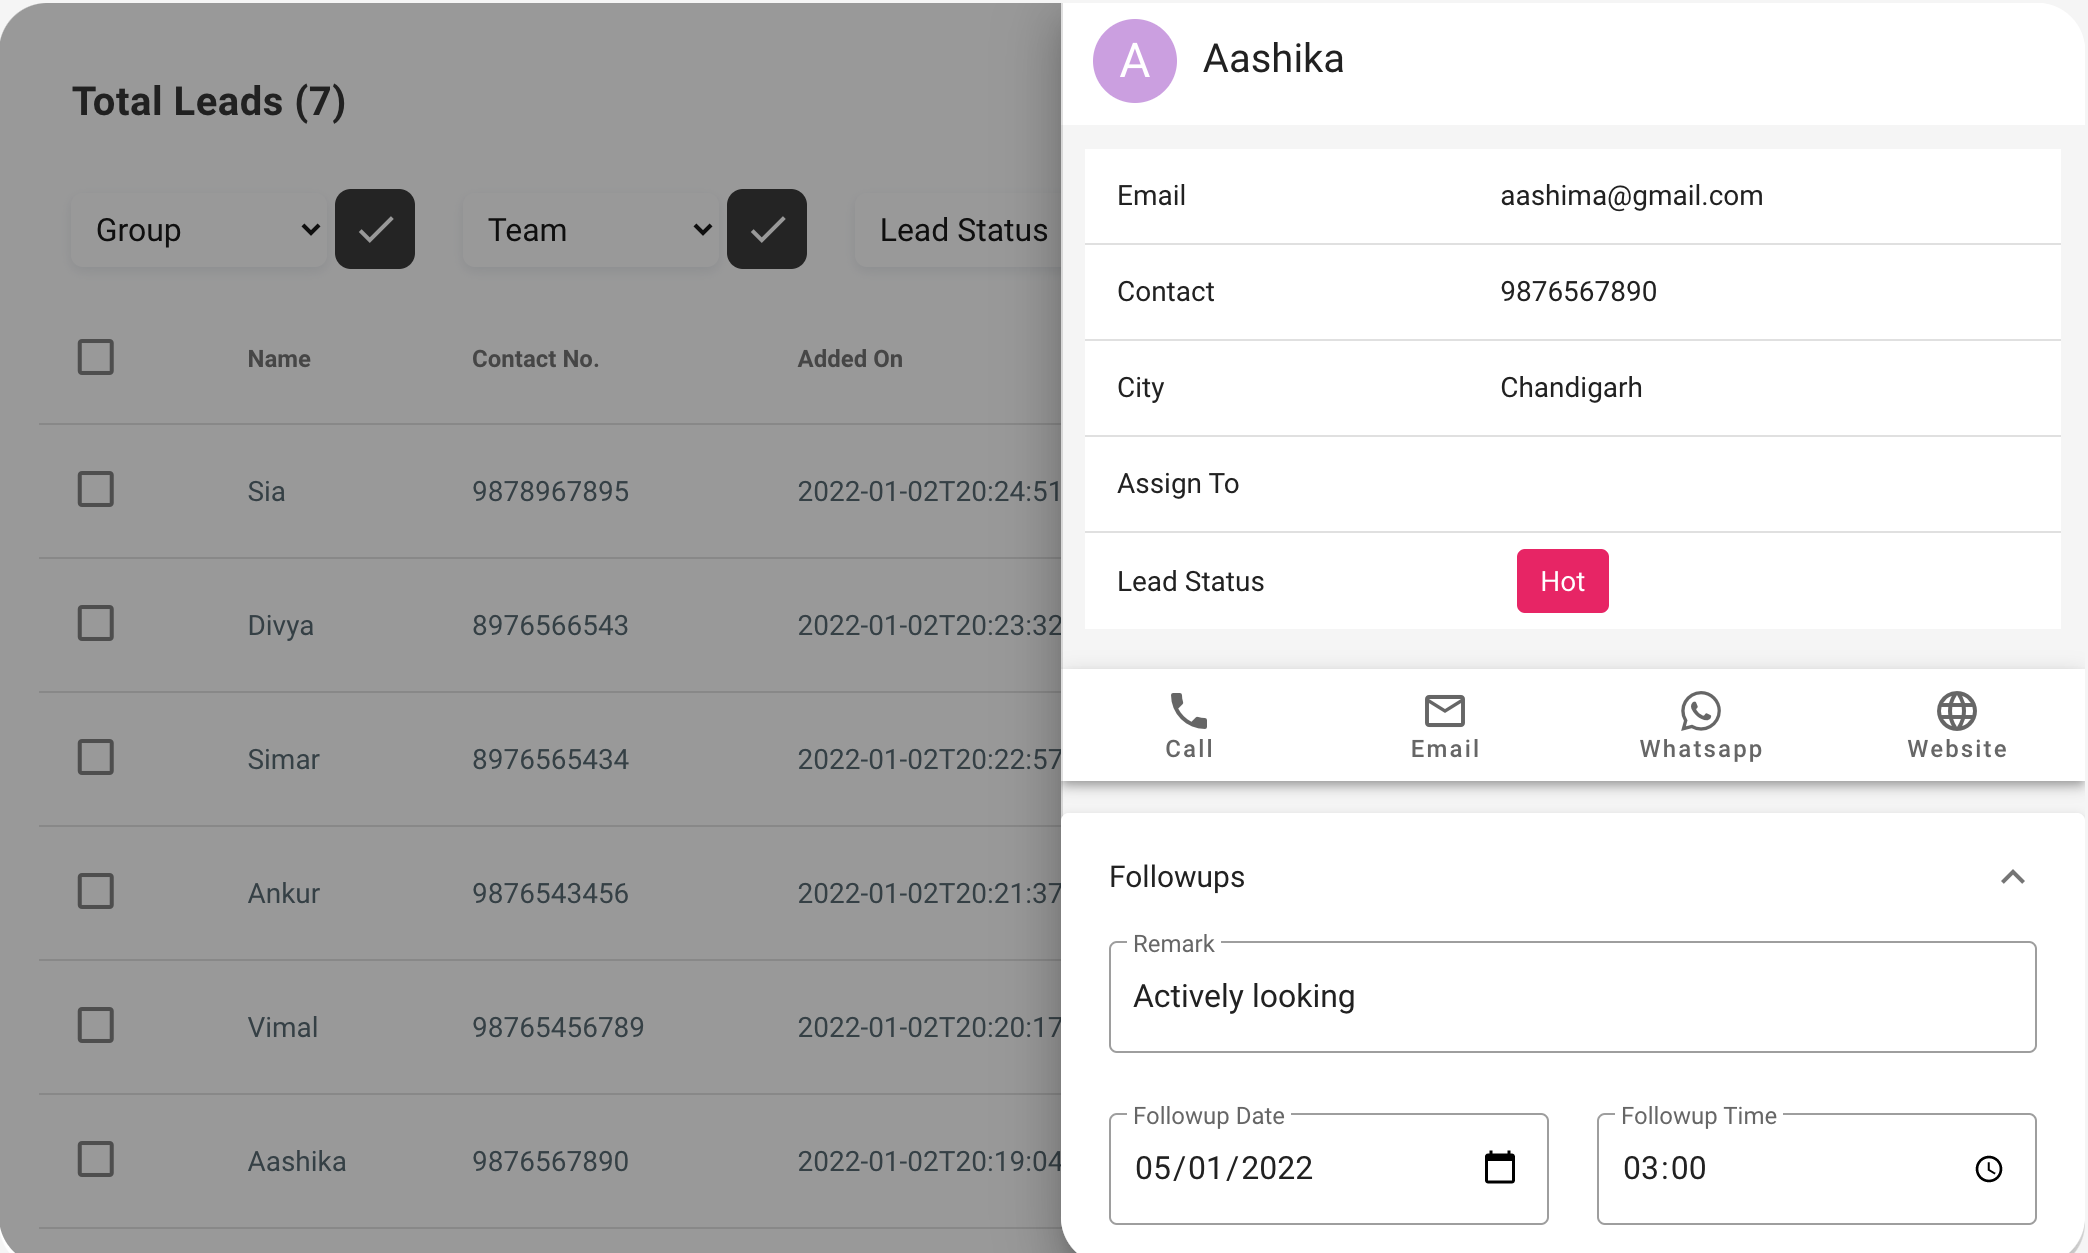 Total Leads (7)
Group
Team
Lead Status
Name Contact No. Added On
Sia 9878967895 2022-01-02T20:24:51
Divya 8976566543 2022-01-02T20:23:32
Simar 8976565434 2022-01-02T20:22:57
Ankur 9876543456 2022-01-02T20:21:37
Vimal 98765456789 2022-01-02T20:20:17
Aashika 9876567890 2022-01-02T20:19:04
A Aashika
Email aashima@gmail.com
Contact 9876567890
City Chandigarh
Assign To
Lead Status Hot
Call Email Whatsapp Website
Followups
Remark
Actively looking
Followup Date Followup Time
05/01/2022 03:00